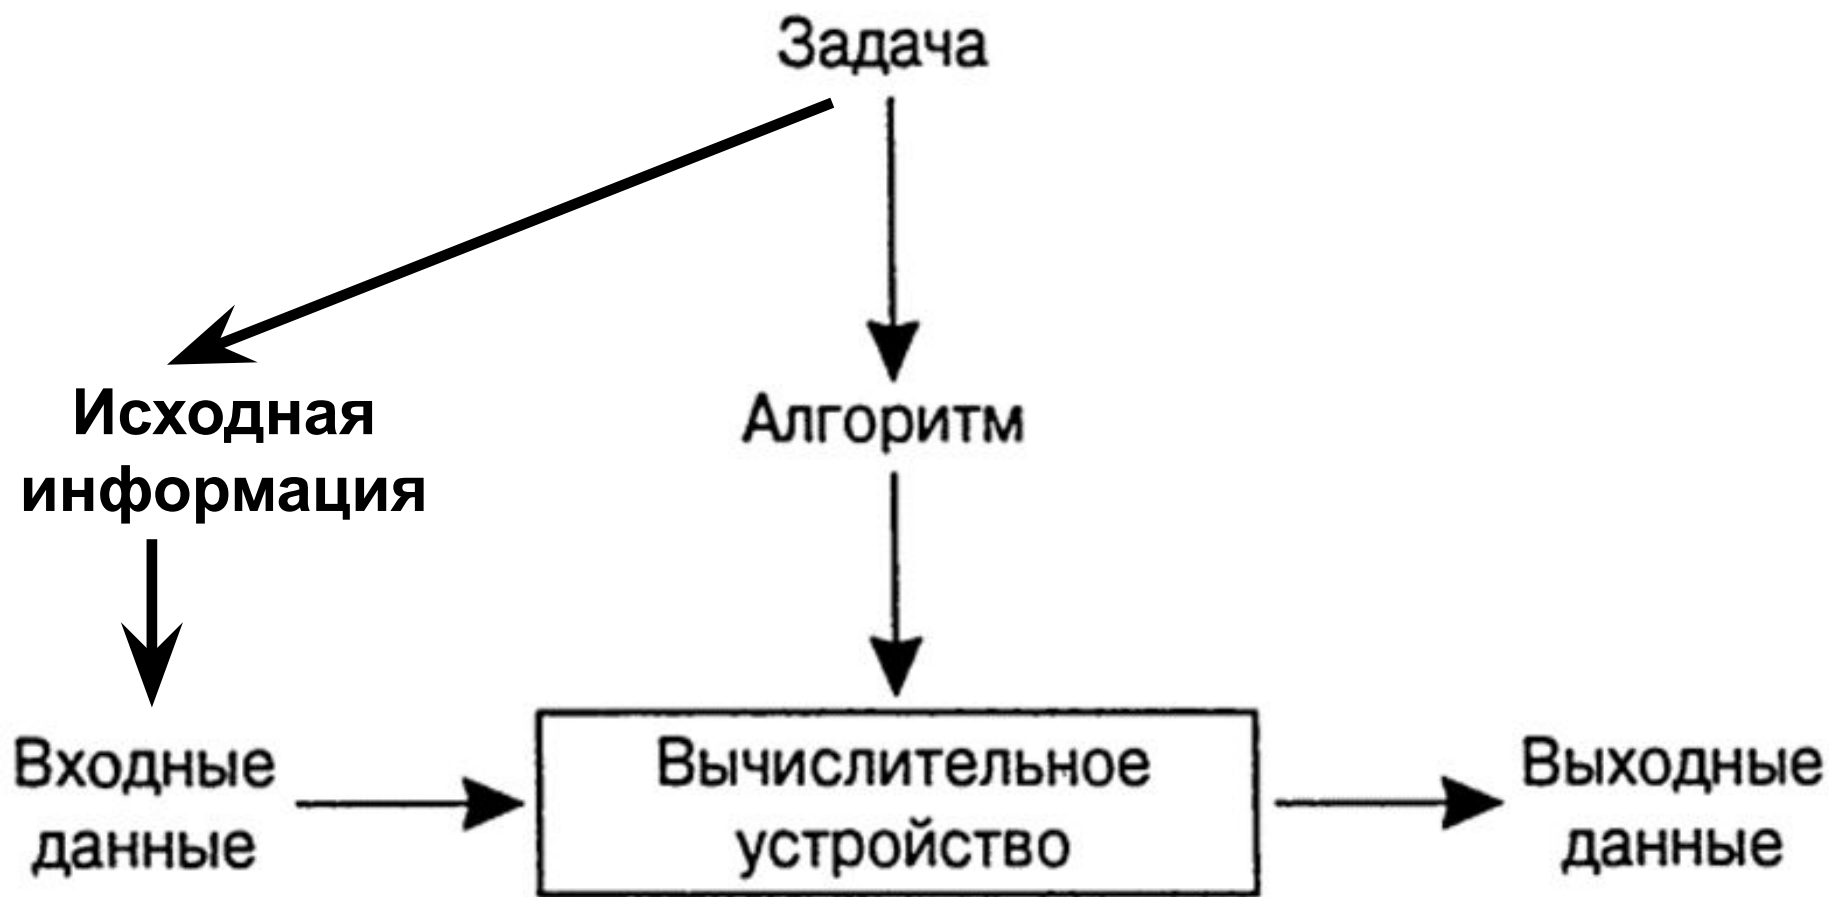 Задача
Исходная
информация
Алгоритм
Входные
данные
Вычислительное
устройство
Выходные
данные